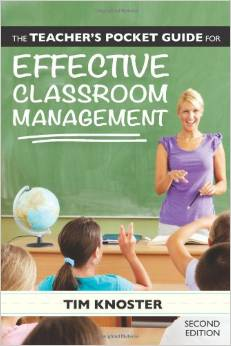 THE TEACHER'S POCKET GUIDE FOR
EFFECTIVE
CLASSROOM
MANAGEMENT
TIM KNOSTER
SECOND
EDITION